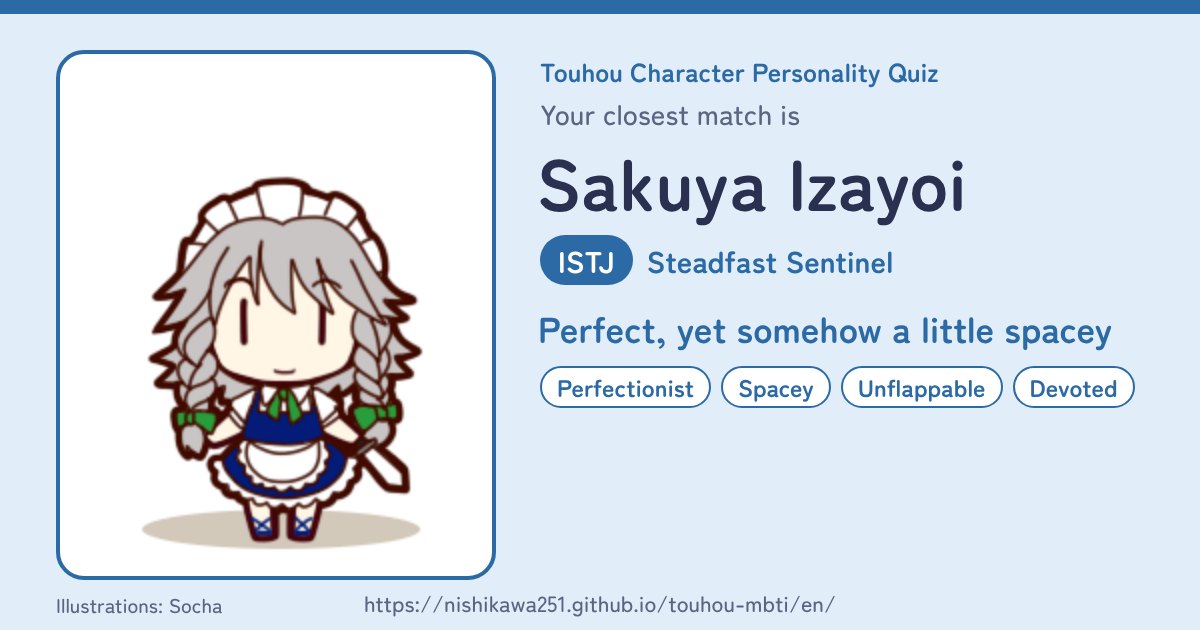 Touhou Character Personality Quiz
Your closest match is
Sakuya Izayoi
ISTJ Steadfast Sentinel
Perfect, yet somehow a little spacey
Perfectionist Spacey Unflappable Devoted
Illustrations: Socha https://nishikawa251.github.io/touhou-mbti/en/